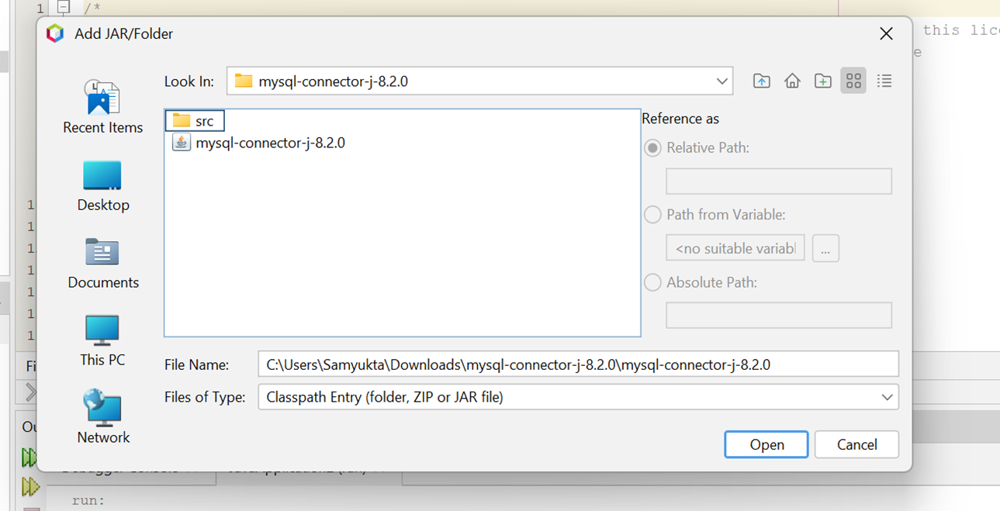 1 /*
Add JAR/Folder
this lic
e
Look In: mysql-connector-j-8.2.0
Recent Items
src
mysql-connector-j-8.2.0
Reference as
Relative Path:
Desktop
Path from Variable:
<no suitable variabl
...
Documents
Absolute Path:
This PC
File Name: C:\Users\Samyukta\Downloads\mysql-connector-j-8.2.0\mysql-connector-j-8.2.0
Files of Type: Classpath Entry (folder, ZIP or JAR file)
Network
Open
Cancel
run: